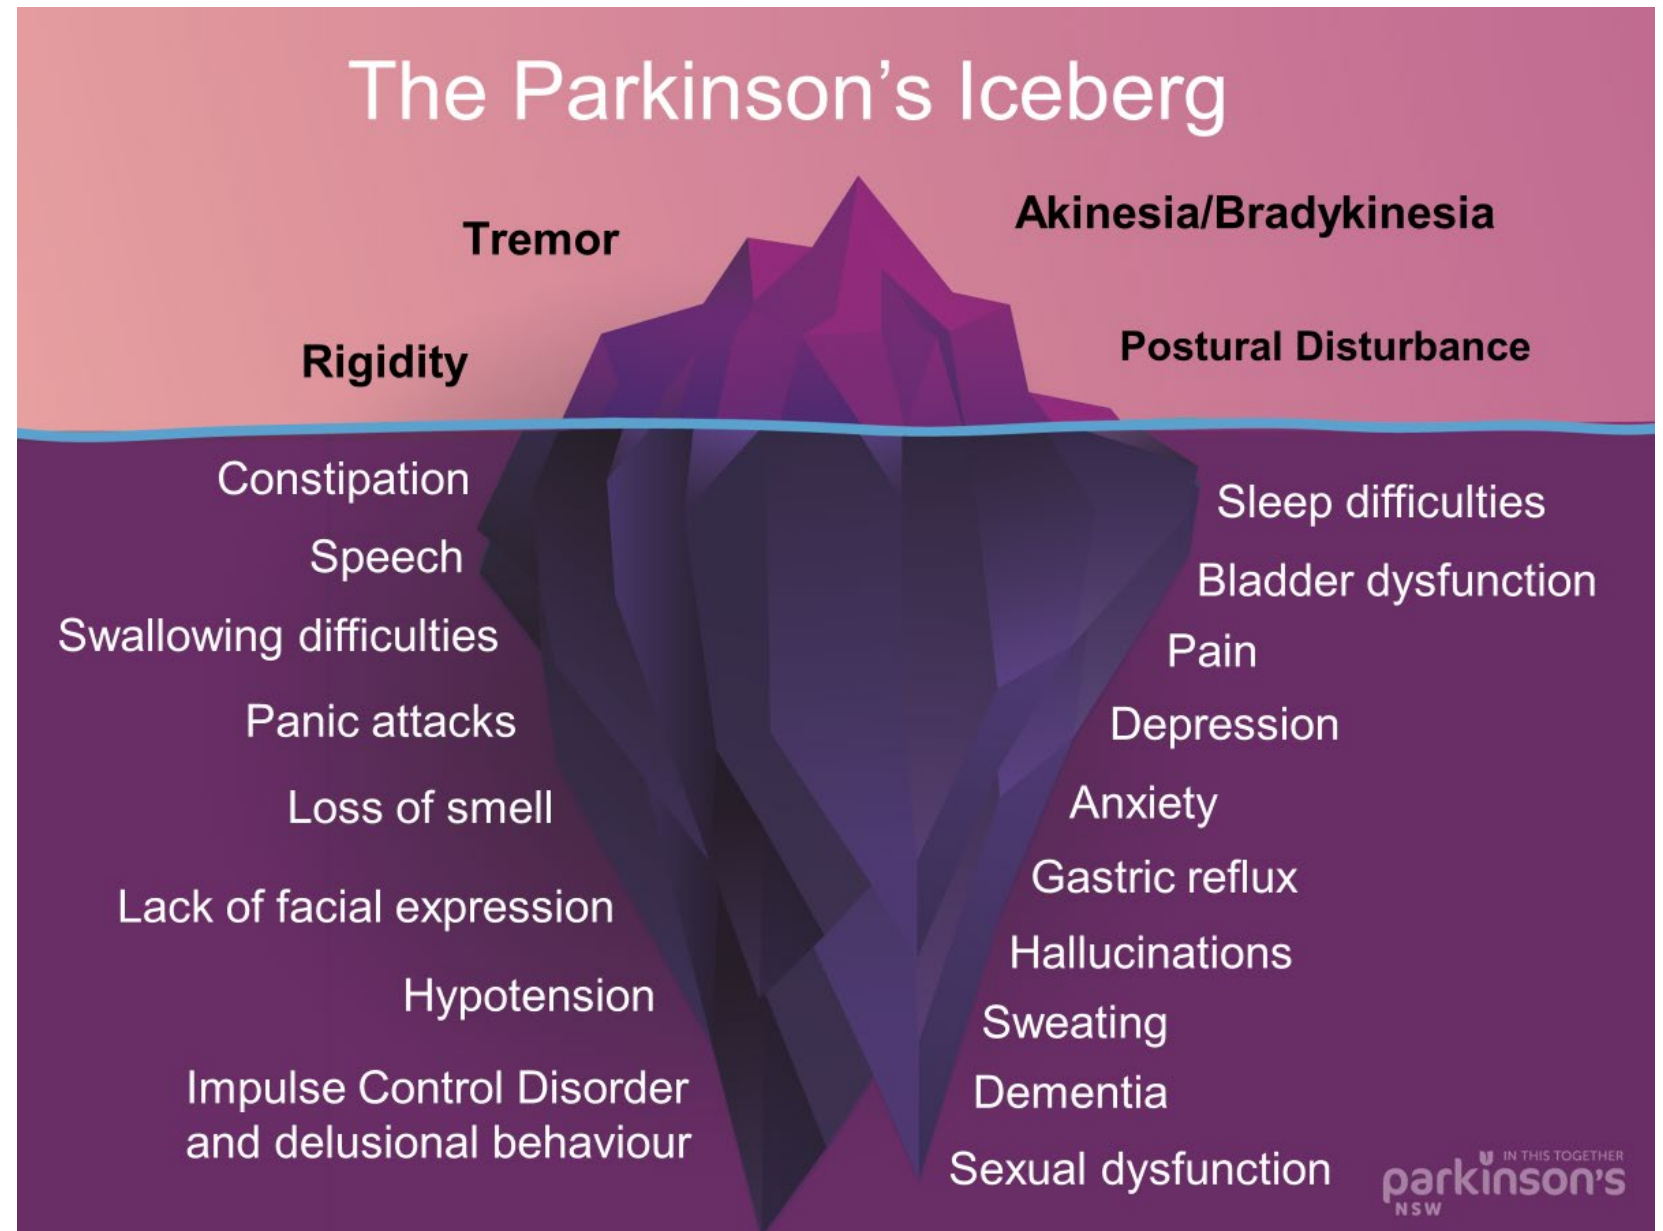 The Parkinson's Iceberg
Tremor
Rigidity
Akinesia/Bradykinesia
Postural Disturbance
Constipation
Speech
Swallowing difficulties
Panic attacks
Loss of smell
Lack of facial expression
Hypotension
Impulse Control Disorder
and delusional behaviour
Sleep difficulties
Bladder dysfunction
Pain
Depression
Anxiety
Gastric reflux
Hallucinations
Sweating
Dementia
Sexual dysfunction
IN THIS TOGETHER
parkinson's
NSW